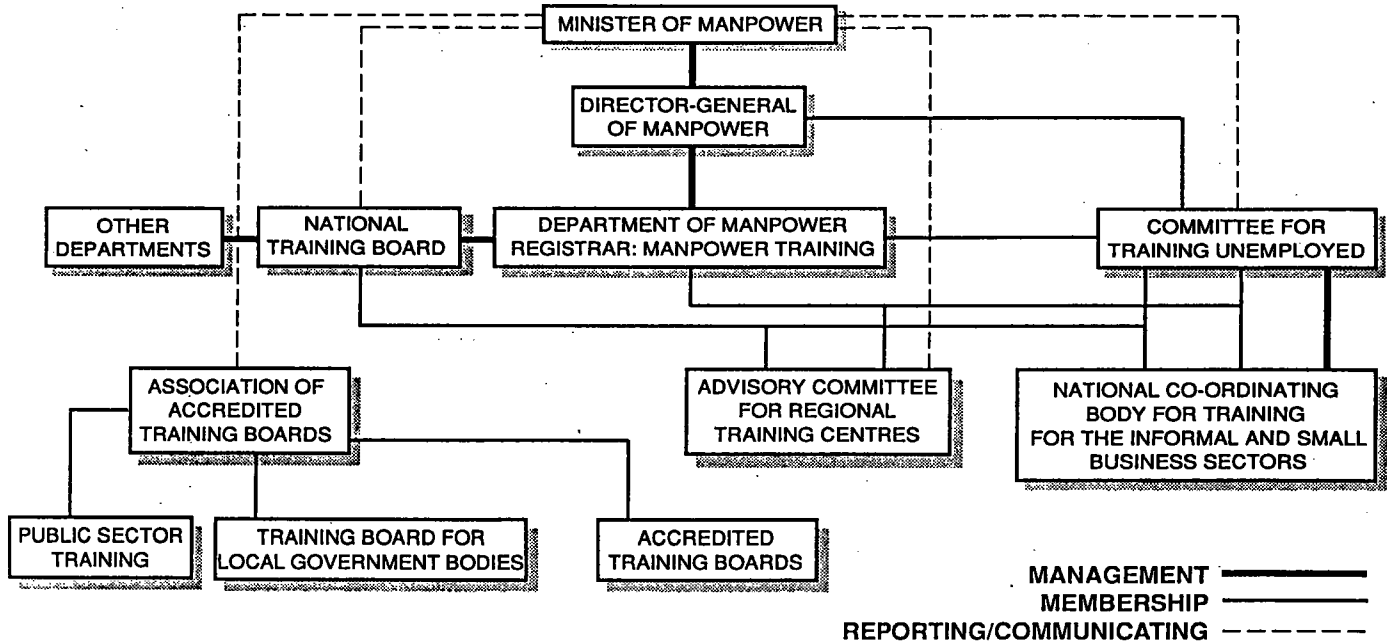 MINISTER OF MANPOWER
DIRECTOR-GENERAL
OF MANPOWER
OTHER
DEPARTMENTS
NATIONAL
TRAINING BOARD
DEPARTMENT OF MANPOWER
REGISTRAR: MANPOWER TRAINING
COMMITTEE FOR
TRAINING UNEMPLOYED
ASSOCIATION OF
ACCREDITED
TRAINING BOARDS
ADVISORY COMMITTEE
FOR REGIONAL
TRAINING CENTRES
NATIONAL CO-ORDINATING
BODY FOR TRAINING
FOR THE INFORMAL AND SMALL
BUSINESS SECTORS
PUBLIC SECTOR
TRAINING
TRAINING BOARD FOR
LOCAL GOVERNMENT BODIES
ACCREDITED
TRAINING BOARDS
MANAGEMENT
MEMBERSHIP
REPORTING/COMMUNICATING